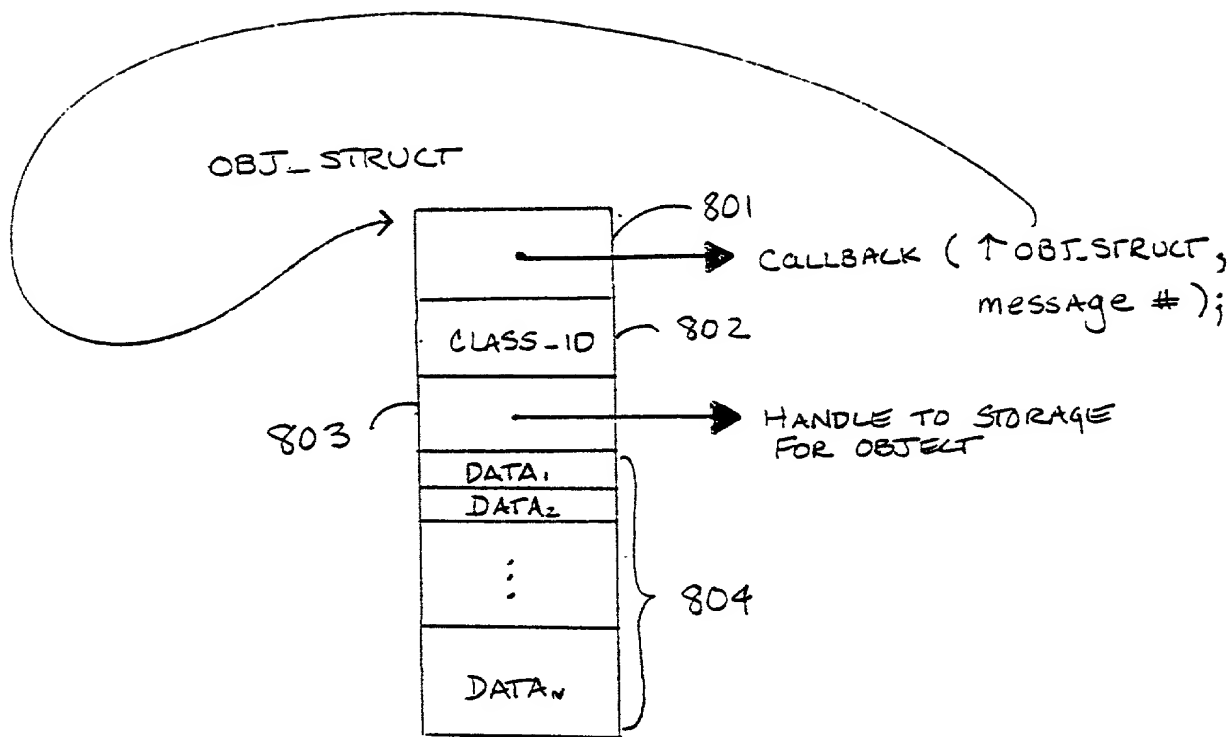 OBJ_STRUCT
801
CALLBACK ( ↑ OBJ_STRUCT,
message # );
CLASS_ID
802
803
HANDLE TO STORAGE
FOR OBJECT
DATA₁
DATA₂
⋮
804
DATAₙ